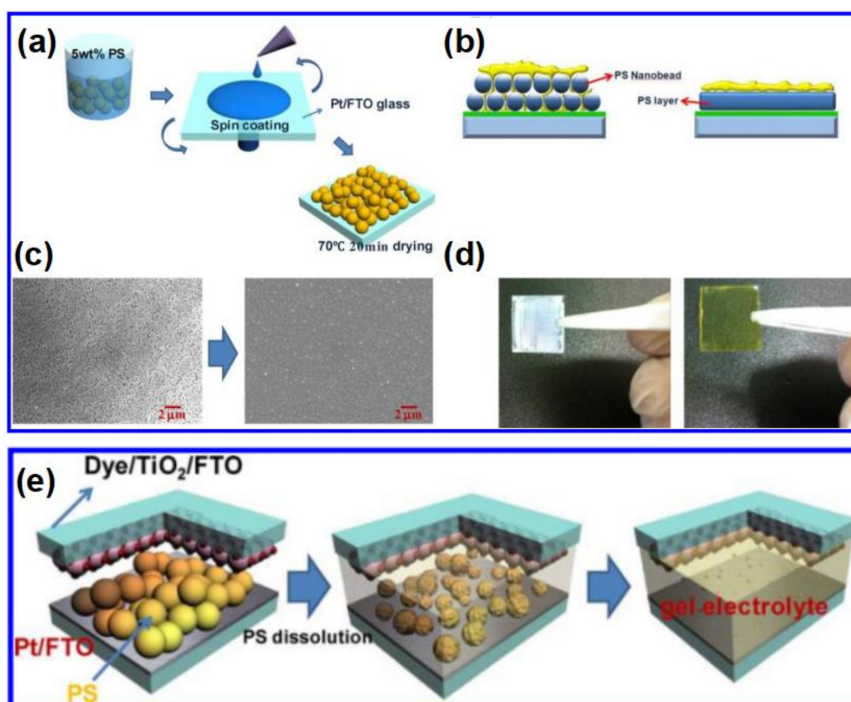 (a)
5wt% PS
Pt/FTO glass
Spin coating
70℃ 20min drying
(b)
PS Nanobead
PS layer
(c)
2 μm
2 μm
(d)
(e)
Dye/TiO₂/FTO
Pt/FTO
PS
PS dissolution
gel electrolyte